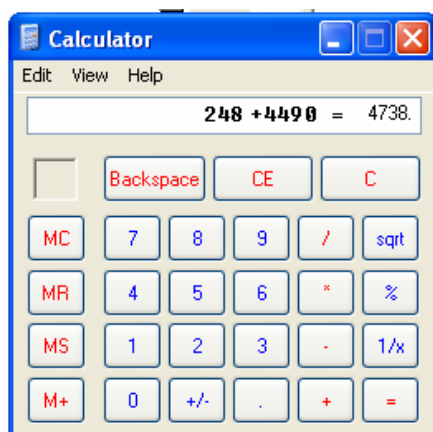 Calculator
Edit View Help
248 +4490 = 4738.
Backspace CE C
MC 7 8 9 / sqrt
MR 4 5 6 * %
MS 1 2 3 - 1/x
M+ 0 +/- . + =